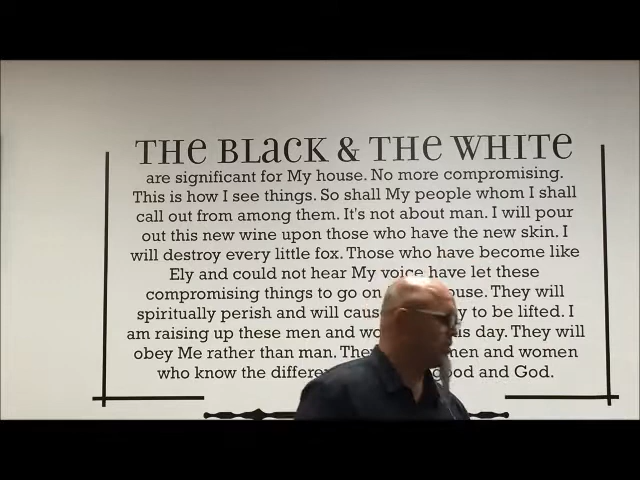 THE BLACK & THE WHITE
are significant for My house. No more compromising.
This is how I see things. So shall My people whom I shall
call out from among them. It's not about man. I will pour
out this new wine upon those who have the new skin. I
will destroy every little fox. Those who have become like
Ely and could not hear My voice have let these
compromising things to go on ouse. They will
spiritually perish and will caus y to be lifted. I
am raising up these men and wo is day. They will
obey Me rather than man. The men and women
who know the differe good and God.